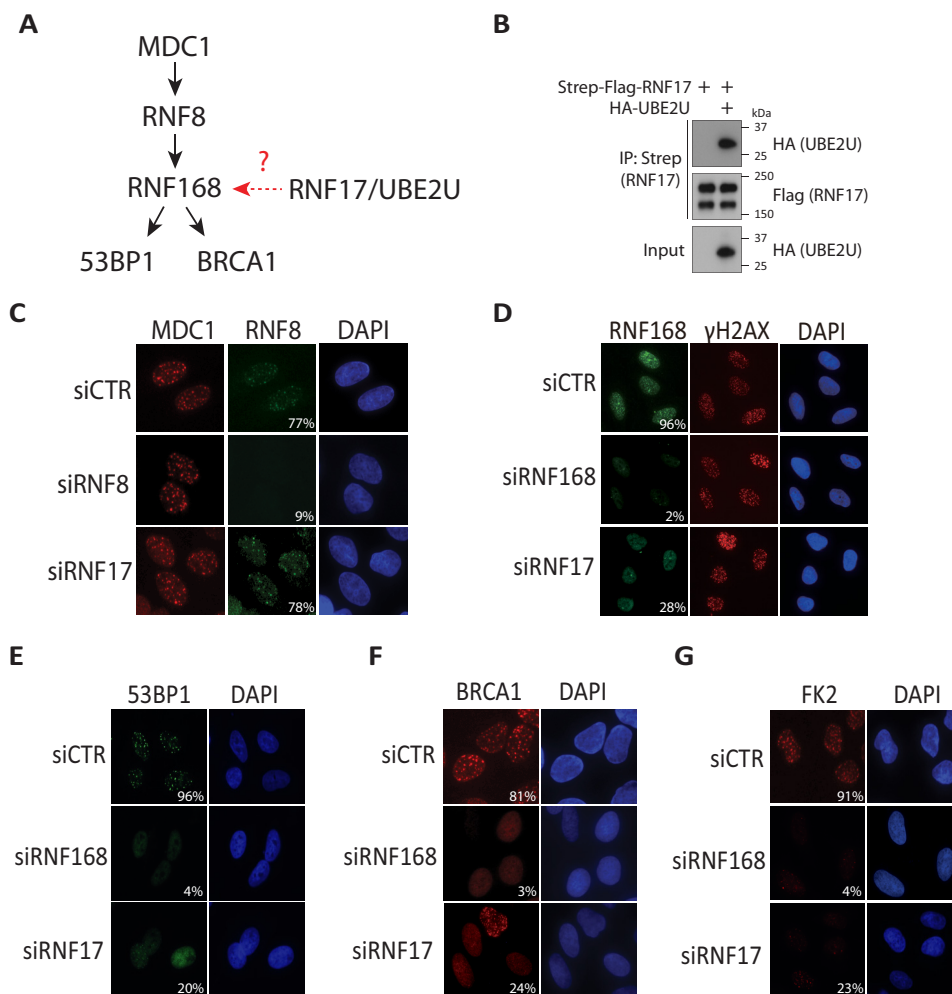 A
MDC1
RNF8
?
RNF168
RNF17/UBE2U
53BP1
BRCA1
B
Strep-Flag-RNF17 + +
HA-UBE2U +
kDa
IP: Strep
(RNF17)
37
25
HA (UBE2U)
250
150
Flag (RNF17)
Input
37
25
HA (UBE2U)
C
MDC1 RNF8 DAPI
siCTR
77%
siRNF8
9%
siRNF17
78%
D
RNF168 γH2AX DAPI
siCTR
96%
siRNF168
2%
siRNF17
28%
E
53BP1 DAPI
siCTR
96%
siRNF168
4%
siRNF17
20%
F
BRCA1 DAPI
81%
3%
24%
siCTR
siRNF168
siRNF17
G
FK2 DAPI
siCTR
91%
siRNF168
4%
siRNF17
23%